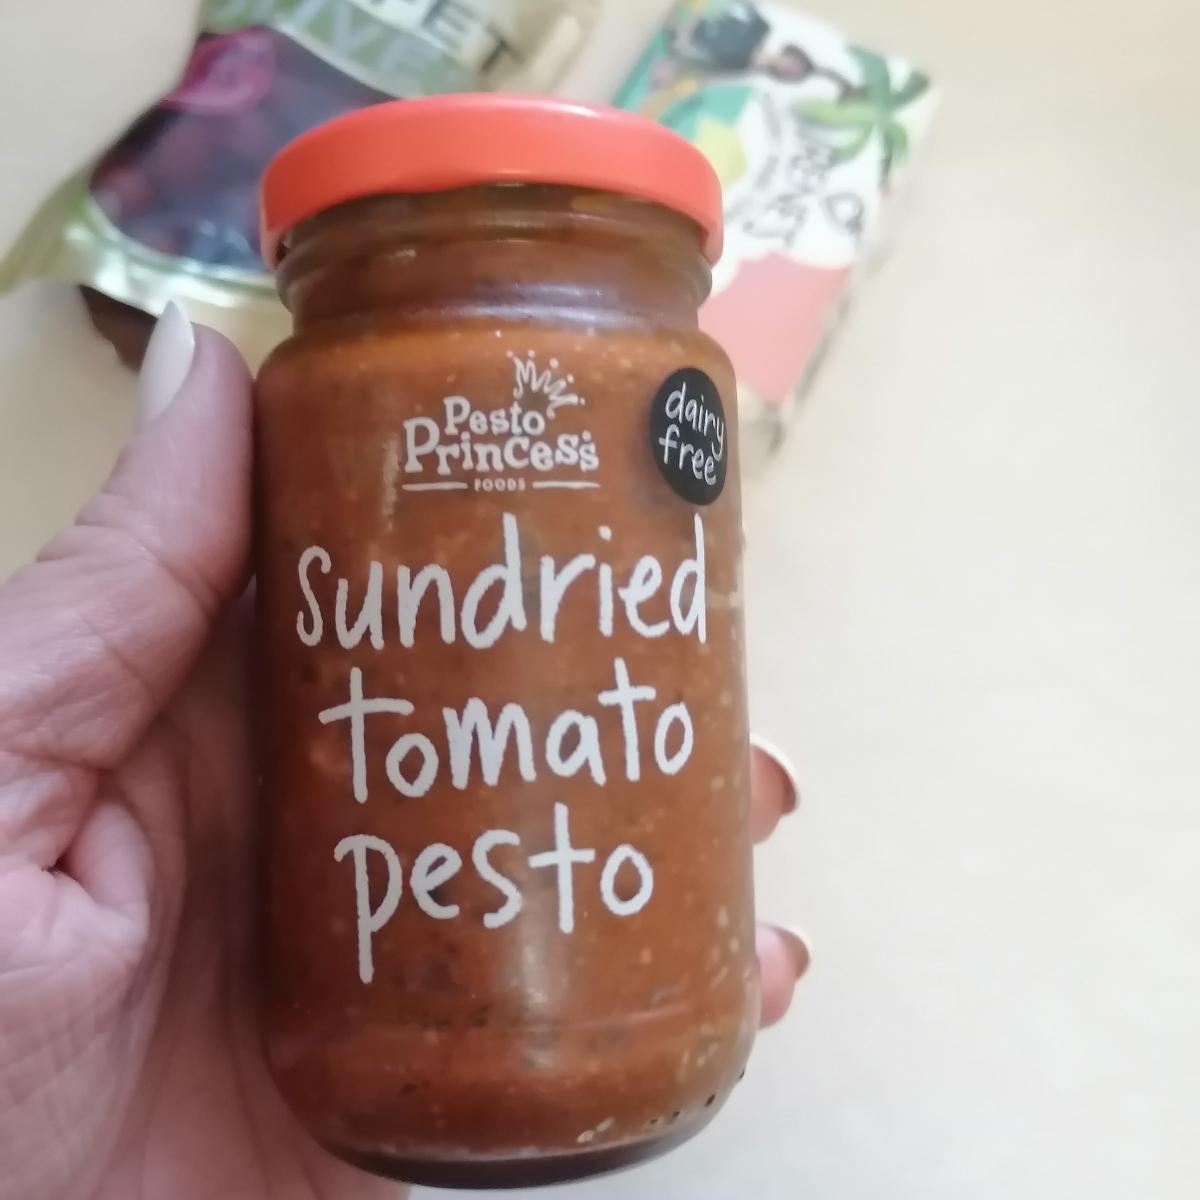 Pesto
Princess
FOODS
dairy
free
sundried
tomato
pesto